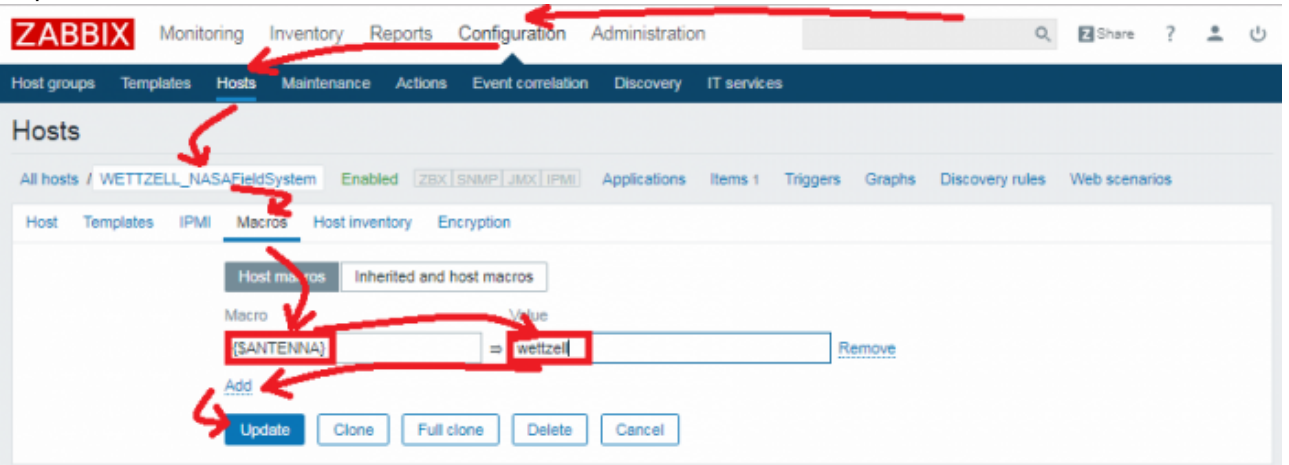 ZABBIX Monitoring Inventory Reports Configuration Administration Z Share ?
Host groups Templates Hosts Maintenance Actions Event correlation Discovery IT services
Hosts
All hosts / WETTZELL_NASAFieldSystem Enabled ZBX SNMP JMX IPMI Applications Items 1 Triggers Graphs Discovery rules Web scenarios
Host Templates IPMI Macros Host inventory Encryption
Host macros Inherited and host macros
Macro Value
{$ANTENNA} ⇒ wettzell Remove
Add
Update Clone Full clone Delete Cancel